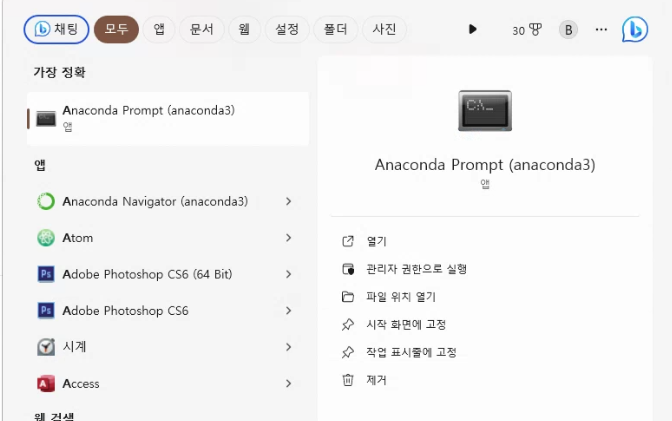 채팅 모두 앱 문서 웹 설정 폴더 사진 30 B ...
가장 정확
Anaconda Prompt (anaconda3)
앱
앱
Anaconda Navigator (anaconda3)
Atom
Adobe Photoshop CS6 (64 Bit)
Adobe Photoshop CS6
시계
Access
웹 검색
C:\_
Anaconda Prompt (anaconda3)
앱
열기
관리자 권한으로 실행
파일 위치 열기
시작 화면에 고정
작업 표시줄에 고정
제거